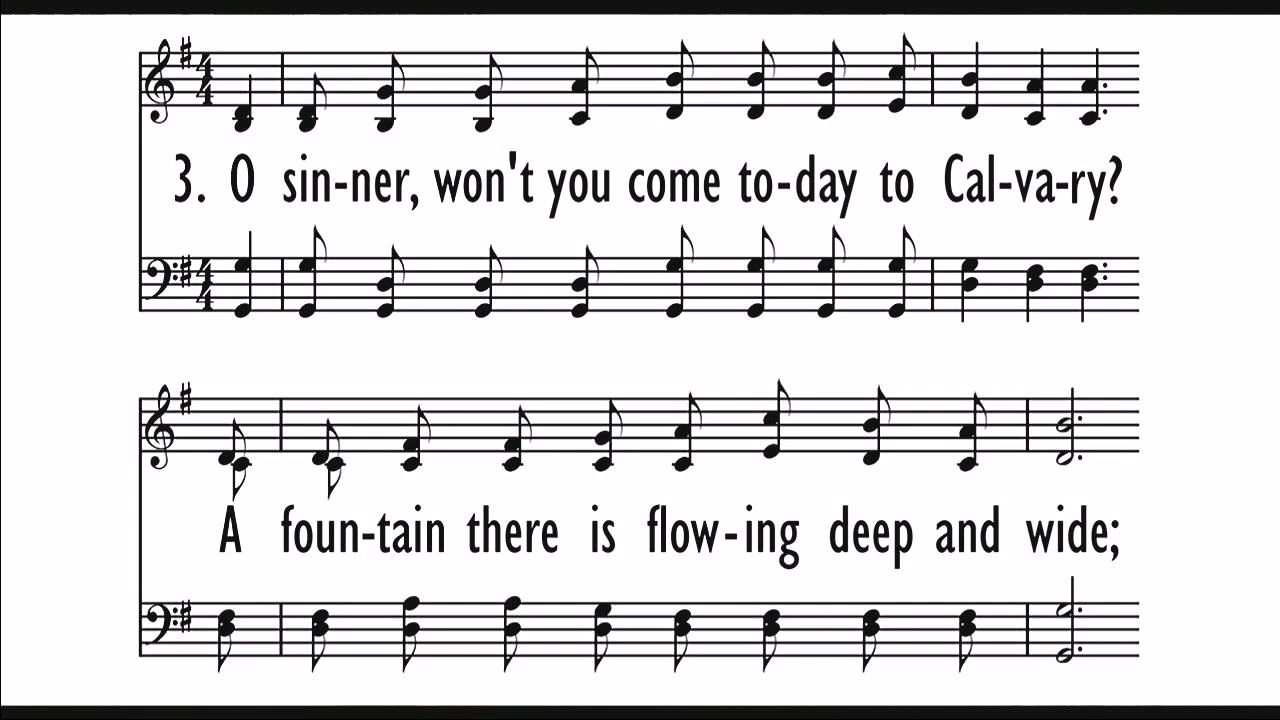 3. O sin-ner, won't you come to-day to Cal-va-ry?
A foun-tain there is flow-ing deep and wide;